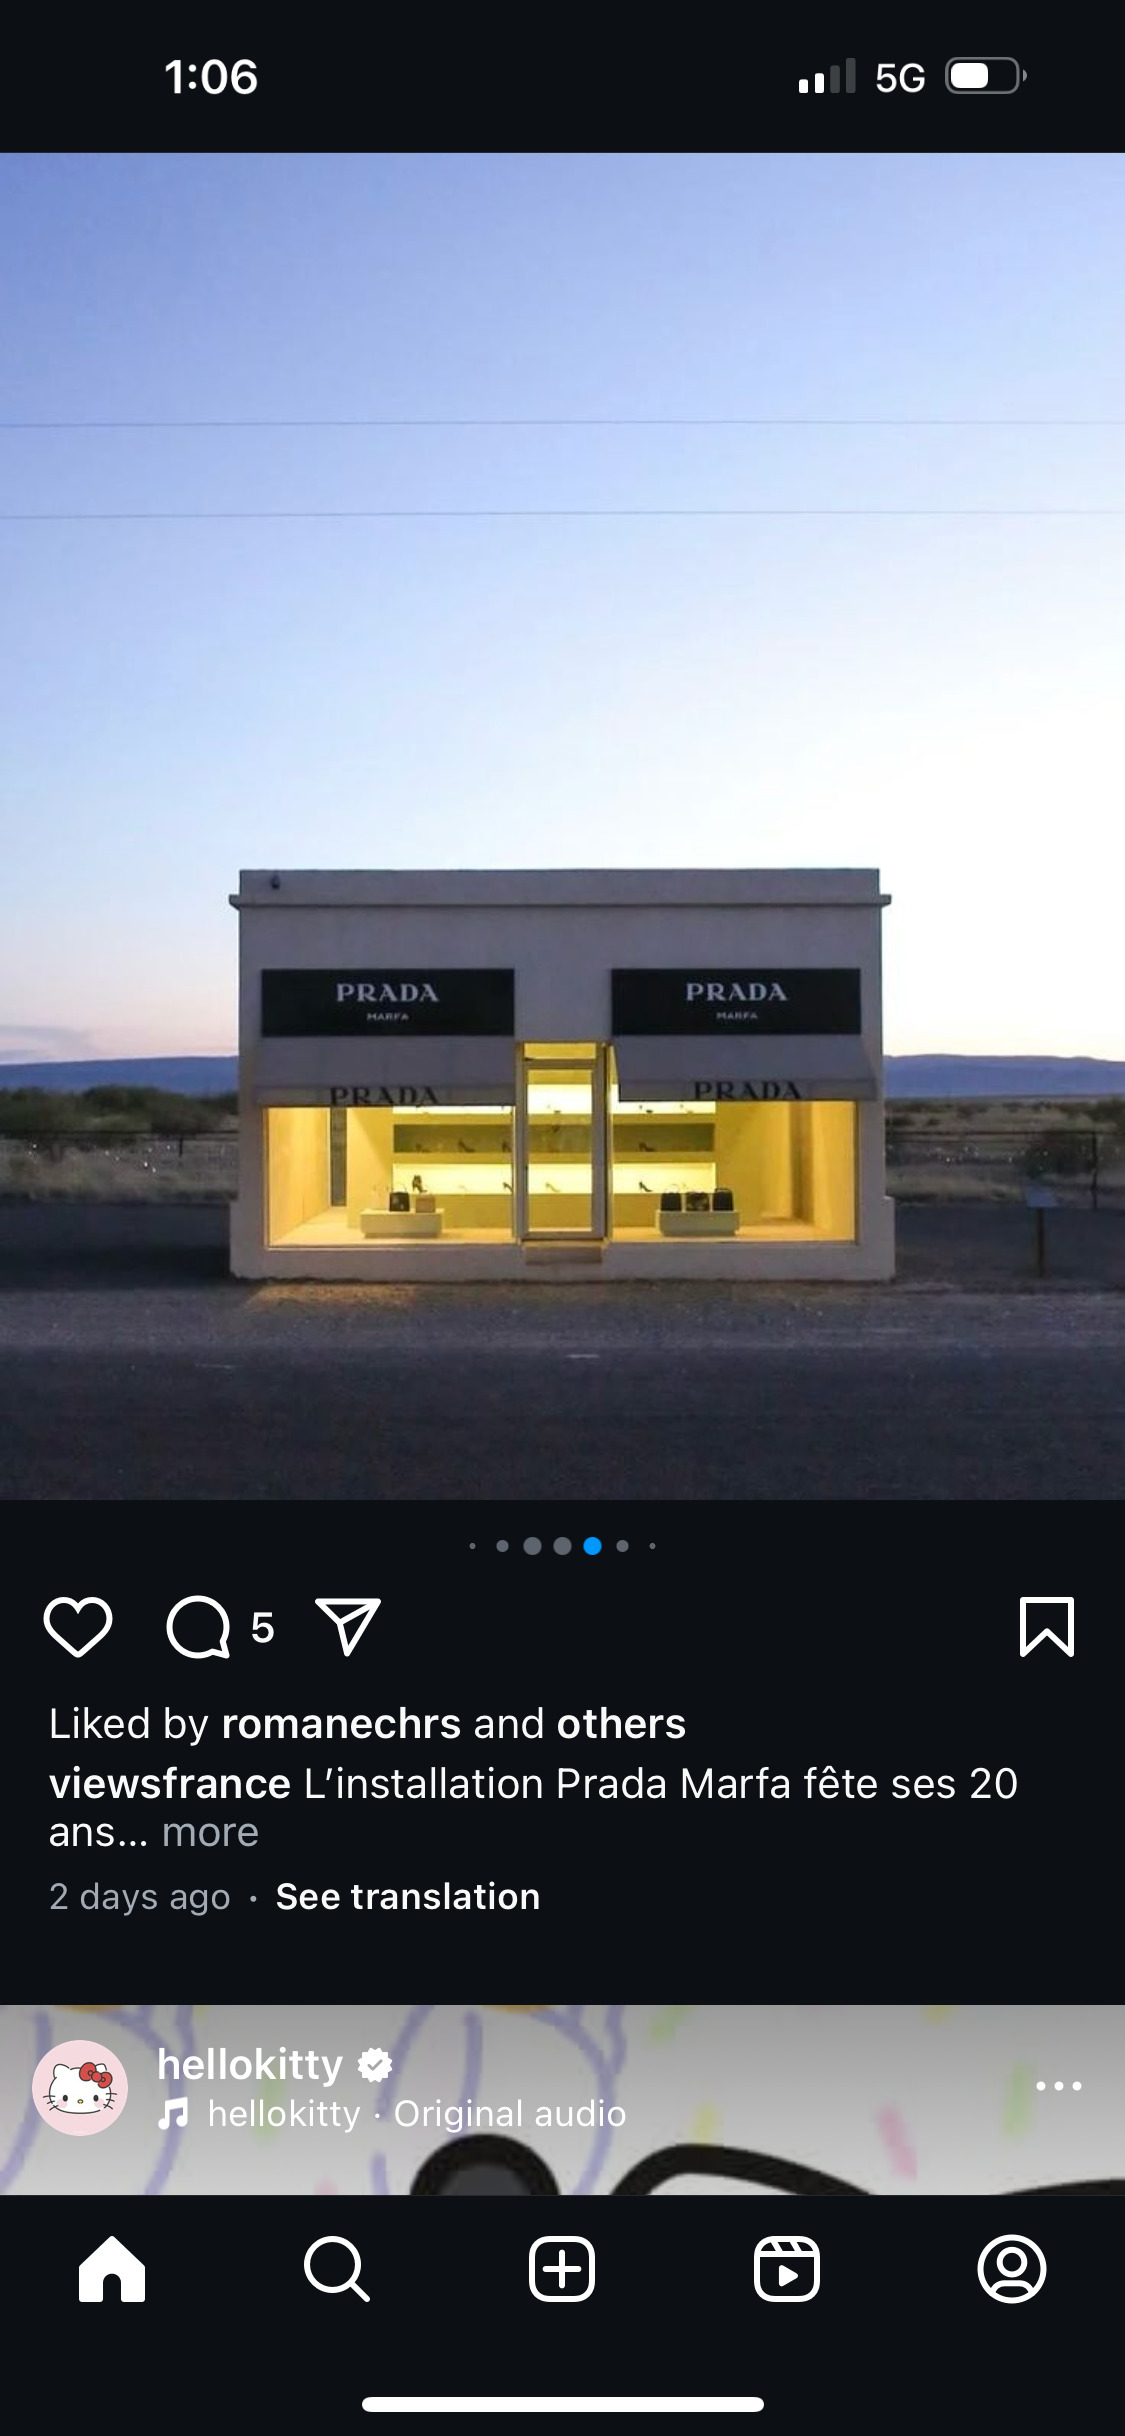 1:06
5G
PRADA
MARFA
PRADA
MARFA
PRADA
PRADA
5
Liked by romanechrs and others
viewsfrance L’installation Prada Marfa fête ses 20
ans... more
2 days ago · See translation
hellokitty
hellokitty · Original audio